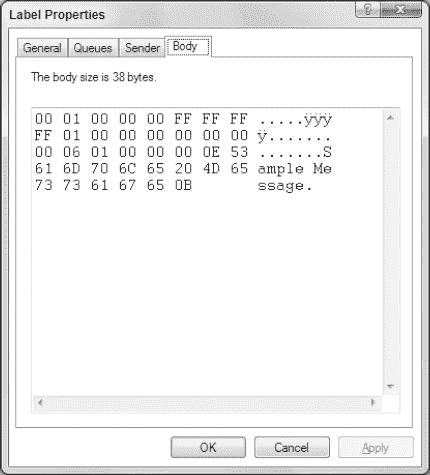 Label Properties
General Queues Sender Body
The body size is 38 bytes.
00 01 00 00 00 FF FF FF .....ÿÿÿ
FF 01 00 00 00 00 00 00 ÿ.......
00 06 01 00 00 00 0E 53 .......S
61 6D 70 6C 65 20 4D 65 ample Me
73 73 61 67 65 0B ssage.
OK Cancel Apply